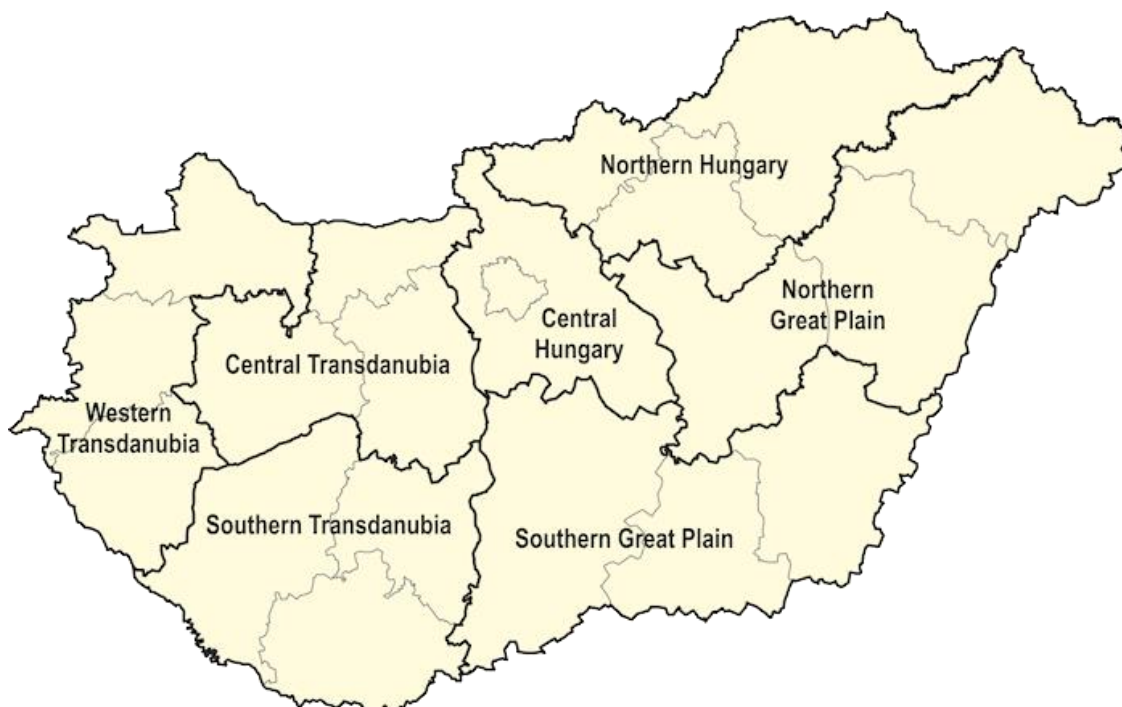 Northern Hungary
Northern
Great Plain
Central
Hungary
Central Transdanubia
Western
Transdanubia
Southern Transdanubia
Southern Great Plain